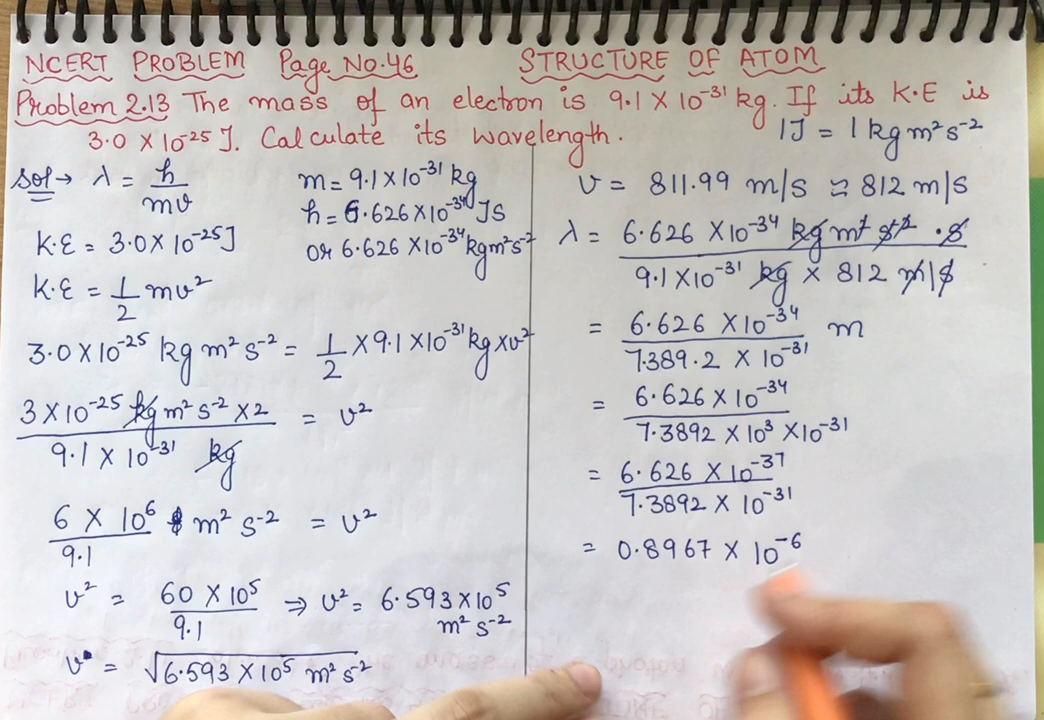 NCERT PROBLEM Page No.46 STRUCTURE OF ATOM
Problem 2.13 The mass of an electron is 9.1 X 10⁻³¹ kg. If its K.E is
3.0 X 10⁻²⁵ J. Calculate its wavelength.
1J = 1 kg m² s⁻²
Sol → λ = h/mv
m = 9.1 X 10⁻³¹ kg
h = 6.626 X 10⁻³⁴ JS
or 6.626 X 10⁻³⁴ kg m² s⁻²
K.E = 3.0 X 10⁻²⁵ J
K.E = 1/2 mv²
3.0 X 10⁻²⁵ kg m² s⁻² = 1/2 X 9.1 X 10⁻³¹ kg x v²
3 X 10⁻²⁵ kg m² s⁻² x 2 / 9.1 X 10⁻³¹ kg = v²
6 X 10⁶ / 9.1 m² s⁻² = v²
v² = 60 X 10⁵ / 9.1 ⇒ v² = 6.593 X 10⁵
m² s⁻²
v = √6.593 X 10⁵ m² s⁻²
v = 811.99 m/s ≈ 812 m/s
λ = 6.626 X 10⁻³⁴ kg m² s⁻² . s / 9.1 X 10⁻³¹ kg x 812 m/s
= 6.626 X 10⁻³⁴ / 7389.2 X 10⁻³¹ m
= 6.626 X 10⁻³⁴ / 7.3892 X 10³ X 10⁻³¹
= 6.626 X 10⁻³⁷ / 7.3892 X 10⁻³¹
= 0.8967 X 10⁻⁶